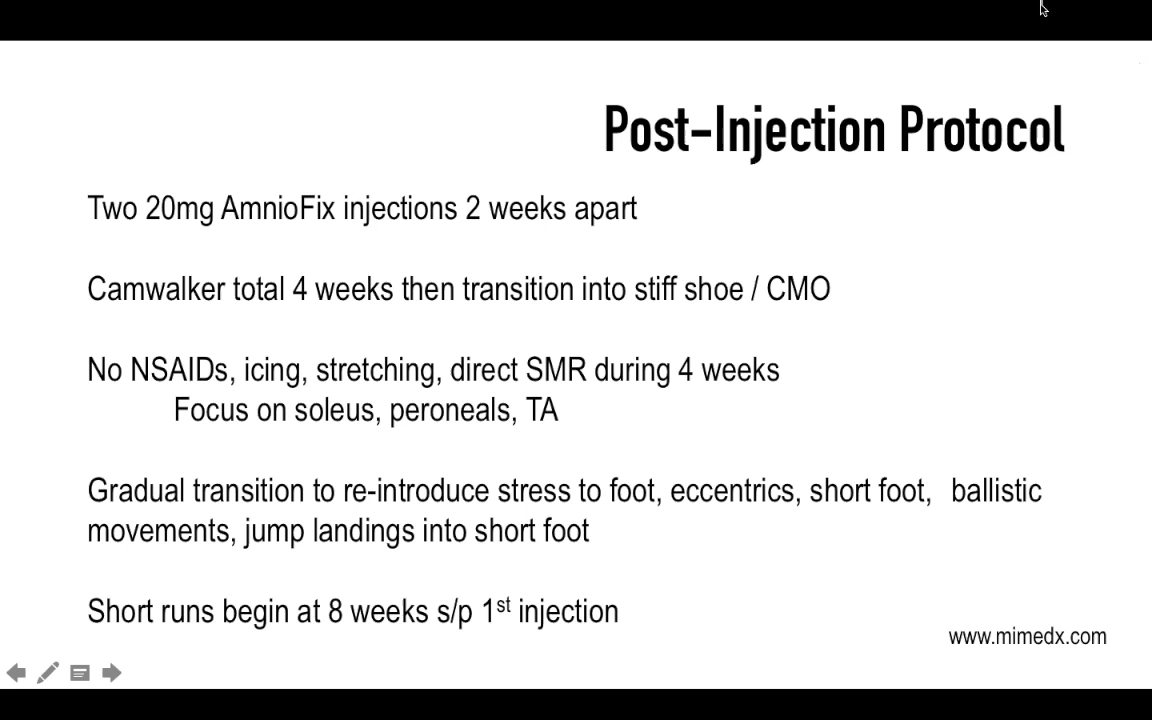 Post-Injection Protocol
Two 20mg AmnioFix injections 2 weeks apart
Camwalker total 4 weeks then transition into stiff shoe / CMO
No NSAIDs, icing, stretching, direct SMR during 4 weeks
Focus on soleus, peroneals, TA
Gradual transition to re-introduce stress to foot, eccentrics, short foot, ballistic
movements, jump landings into short foot
Short runs begin at 8 weeks s/p 1st injection
www.mimedx.com